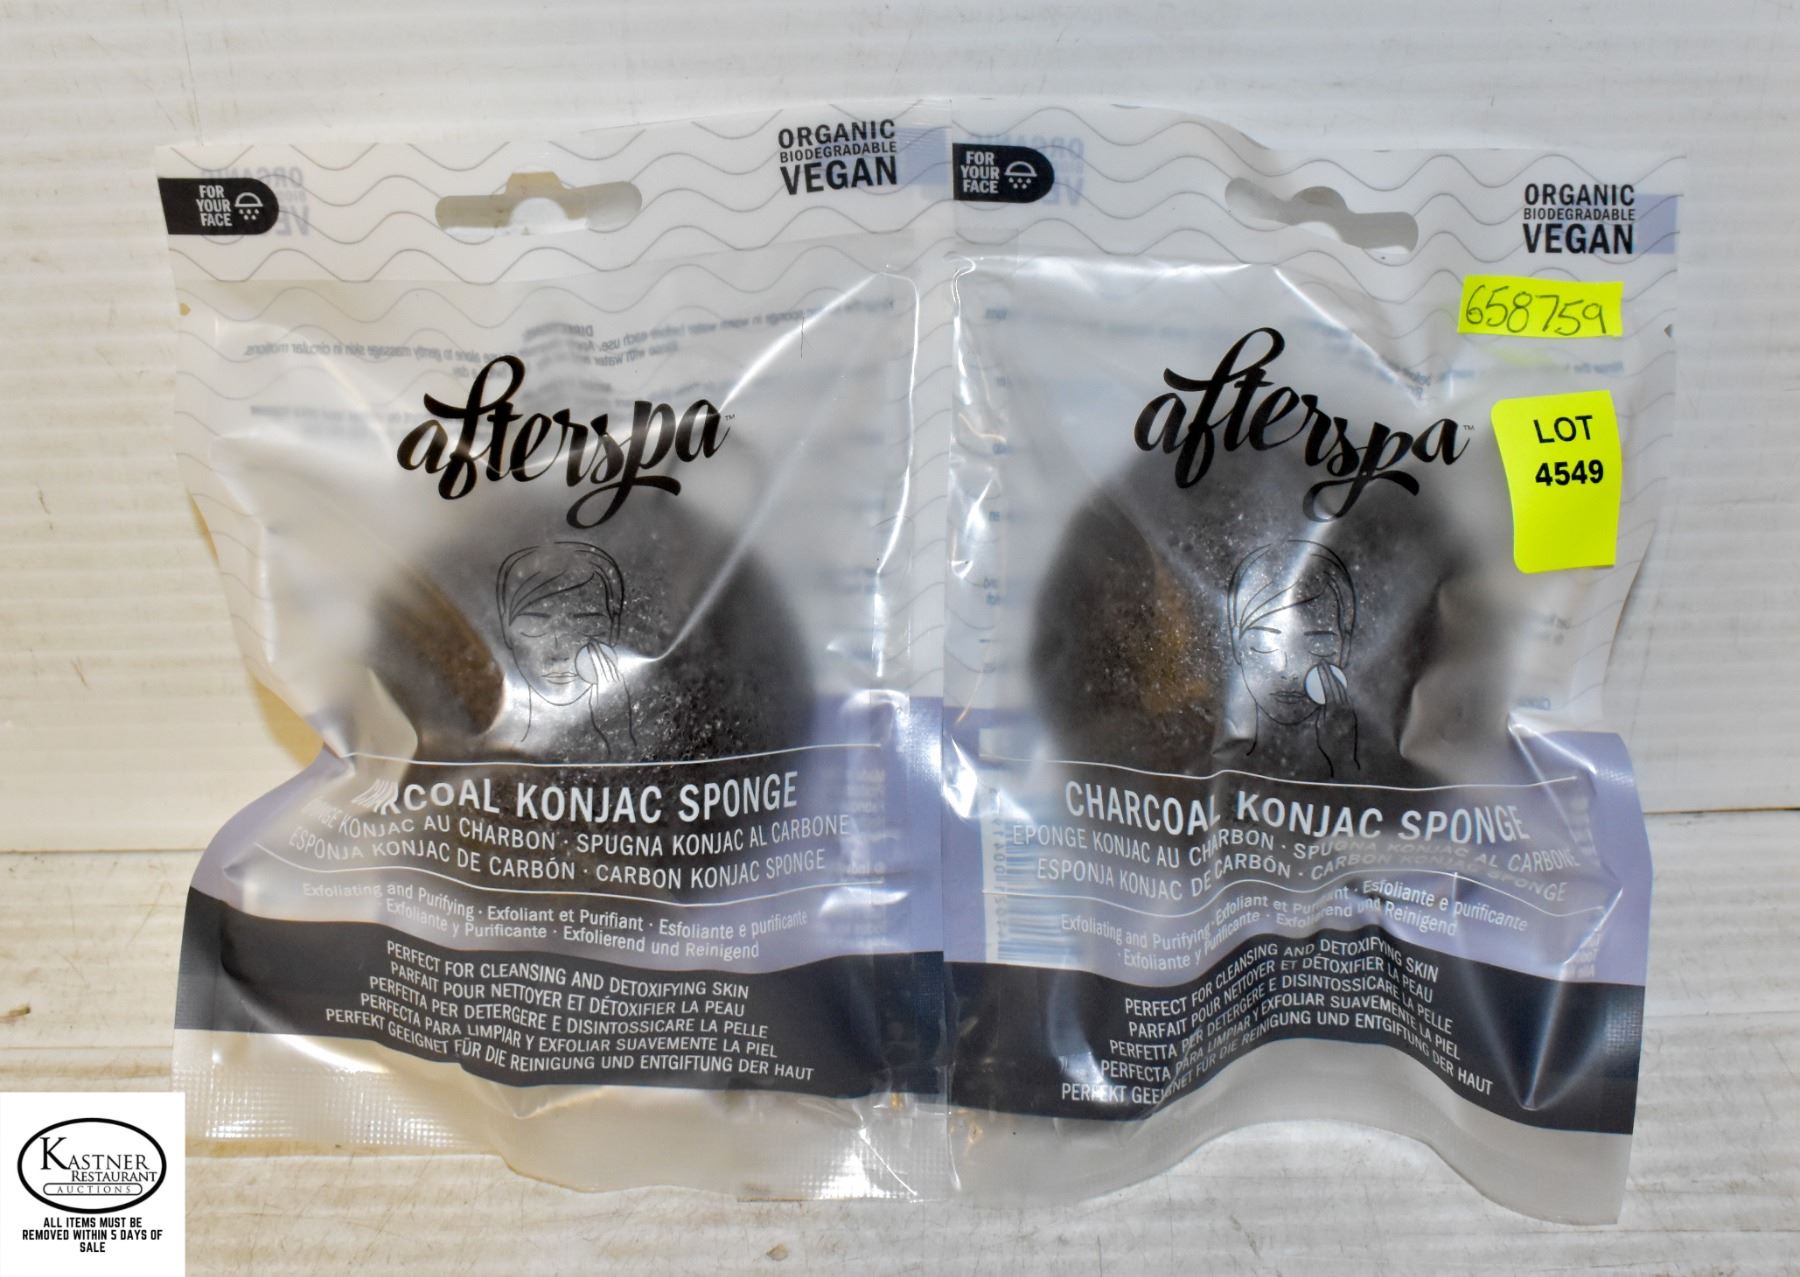 FOR
YOUR
FACE
ORGANIC
BIODEGRADABLE
VEGAN
afterspa™
CHARCOAL KONJAC SPONGE
KONJAC AU CHARBON · SPUGNA KONJAC AL CARBONE
ESPONJA KONJAC DE CARBÓN · CARBON KONJAC SPONGE
Exfoliating and Purifying · Exfoliant et Purifiant · Esfoliante e purificante
· Exfoliante y Purificante · Exfolierend und Reinigend
PERFECT FOR CLEANSING AND DETOXIFYING SKIN
PARFAIT POUR NETTOYER ET DÉTOXIFIER LA PEAU
PERFETTA PER DETERGERE E DISINTOSSICARE LA PELLE
PERFECTA PARA LIMPIAR Y EXFOLIAR SUAVEMENTE LA PIEL
PERFEKT GEEIGNET FÜR DIE REINIGUNG UND ENTGIFTUNG DER HAUT
FOR
YOUR
FACE
ORGANIC
BIODEGRADABLE
VEGAN
658759
LOT
4549
afterspa™
CHARCOAL KONJAC SPONGE
EPONGE KONJAC AU CHARBON · SPUGNA KONJAC AL CARBONE
ESPONJA KONJAC DE CARBÓN · CARBON KONJAC SPONGE
Exfoliating and Purifying · Exfoliant et Purifiant · Esfoliante e purificante
· Exfoliante y Purificante · Exfolierend und Reinigend
PERFECT FOR CLEANSING AND DETOXIFYING SKIN
PARFAIT POUR NETTOYER ET DÉTOXIFIER LA PEAU
PERFETTA PER DETERGERE E DISINTOSSICARE LA PELLE
PERFECTA PARA LIMPIAR Y EXFOLIAR SUAVEMENTE LA PIEL
PERFEKT GEEIGNET FÜR DIE REINIGUNG UND ENTGIFTUNG DER HAUT
KASTNER
RESTAURANT
AUCTIONS
ALL ITEMS MUST BE
REMOVED WITHIN 5 DAYS OF
SALE